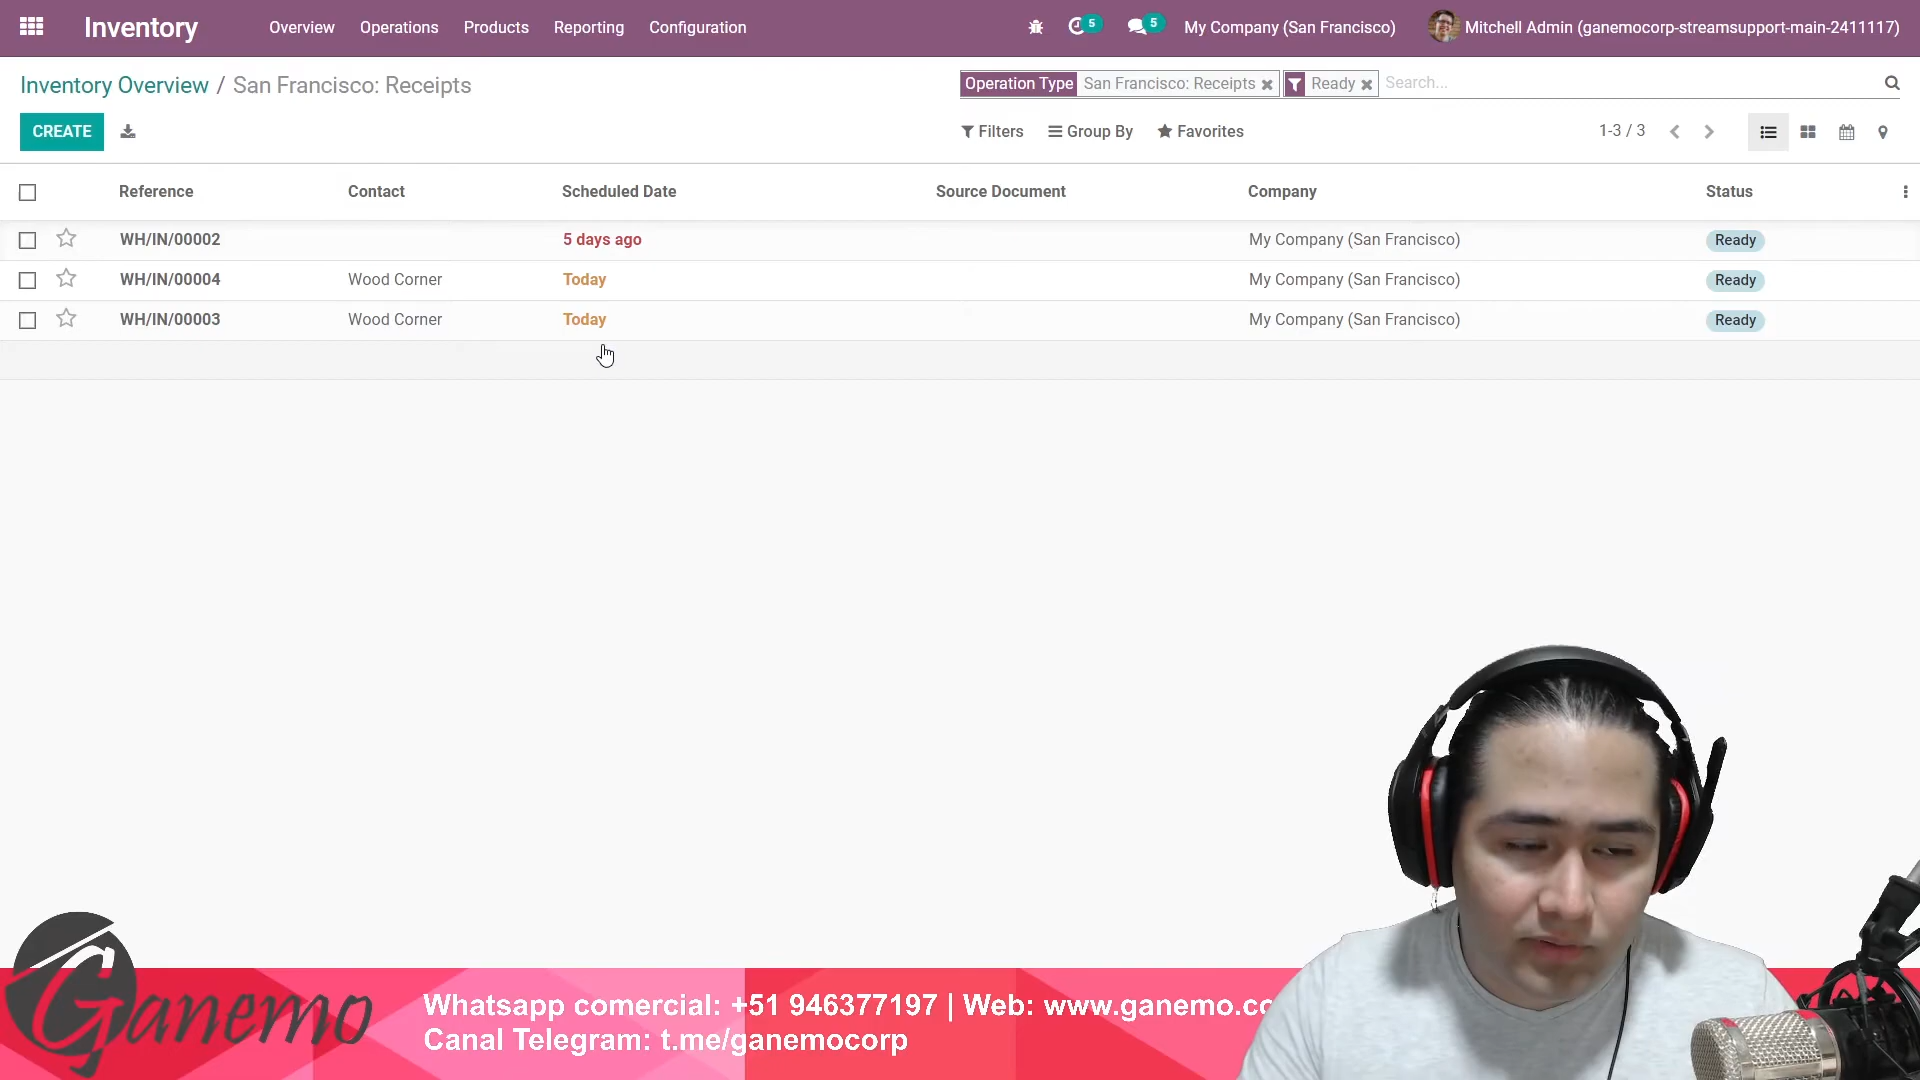 Inventory Overview Operations Products Reporting Configuration 5 5 My Company (San Francisco) Mitchell Admin (ganemocorp-streamsupport-main-2411117)
Inventory Overview / San Francisco: Receipts
Operation Type San Francisco: Receipts Ready Search...
CREATE Filters Group By Favorites 1-3 / 3
Reference Contact Scheduled Date Source Document Company Status
WH/IN/00002 5 days ago My Company (San Francisco) Ready
WH/IN/00004 Wood Corner Today My Company (San Francisco) Ready
WH/IN/00003 Wood Corner Today My Company (San Francisco) Ready
Ganemo
Whatsapp comercial: +51 946377197 | Web: www.ganemo.co
Canal Telegram: t.me/ganemocorp